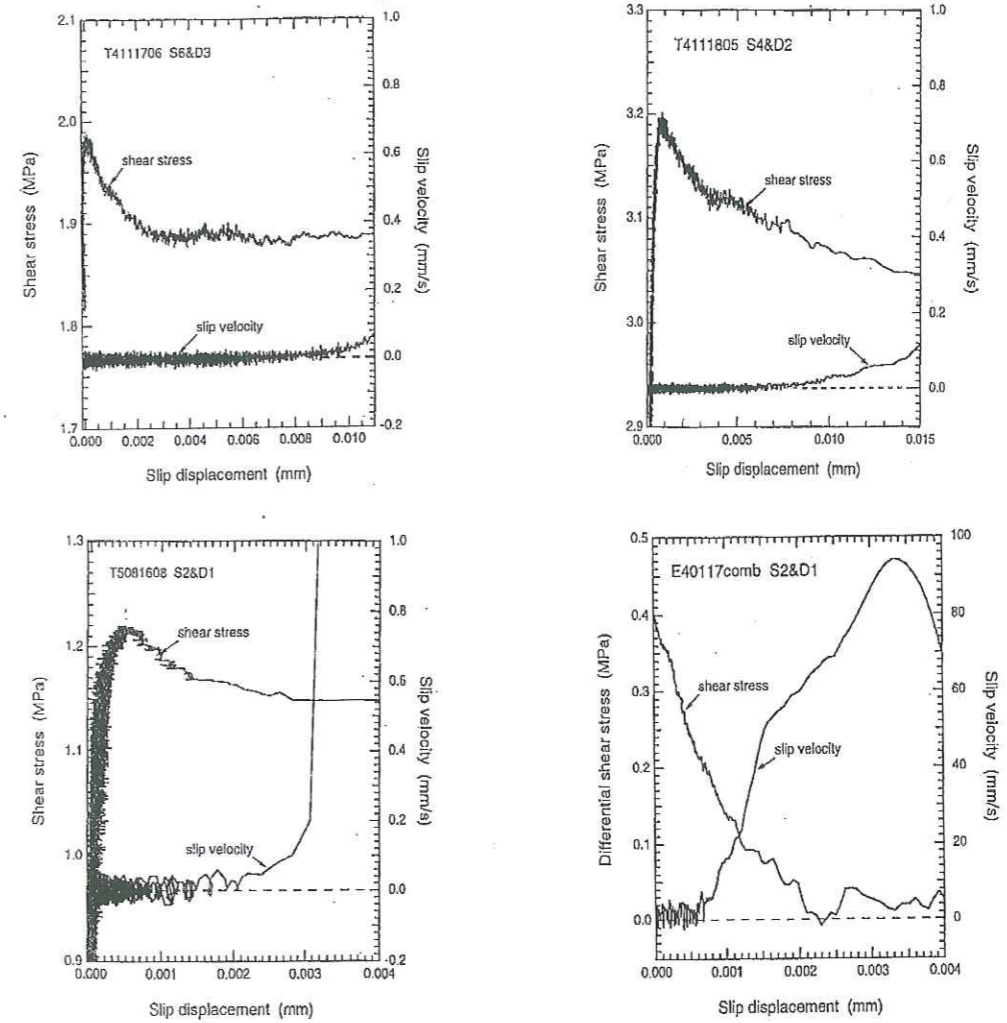 T4111706 S6&D3
shear stress
slip velocity
Shear stress (MPa)
2.1
2.0
1.9
1.8
1.7
Slip velocity (mm/s)
1.0
0.8
0.6
0.4
0.2
0.0
-0.2
0.000 0.002 0.004 0.006 0.008 0.010
Slip displacement (mm)
T4111805 S4&D2
shear stress
slip velocity
Shear stress (MPa)
3.3
3.2
3.1
3.0
2.9
Slip velocity (mm/s)
1.0
0.8
0.6
0.4
0.2
0.0
0.000 0.005 0.010 0.015
Slip displacement (mm)
T5081608 S2&D1
shear stress
slip velocity
Shear stress (MPa)
1.3
1.2
1.1
1.0
0.9
Slip velocity (mm/s)
1.0
0.8
0.6
0.4
0.2
0.0
-0.2
0.000 0.001 0.002 0.003 0.004
Slip displacement (mm)
E40117comb S2&D1
shear stress
slip velocity
Differential shear stress (MPa)
0.5
0.4
0.3
0.2
0.1
0.0
Slip velocity (mm/s)
100
80
60
40
20
0
0.000 0.001 0.002 0.003 0.004
Slip displacement (mm)